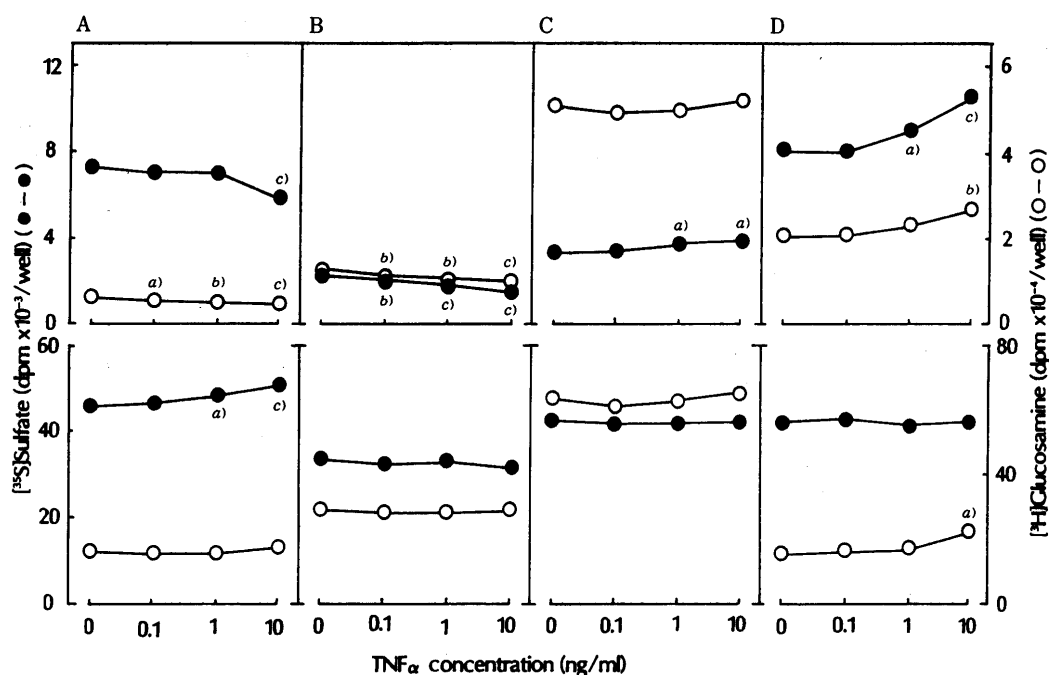 A B C D
12
8
4
0
60
40
20
0
[³⁵S]Sulfate (dpm x10⁻³/well) (●–●)
6
4
2
0
80
40
0
[³H]Glucosamine (dpm x10⁻⁴/well) (○–○)
c)
a) b) c)
b) b) c)
b) c) c)
a) a)
a) c)
b)
a) c)
a)
0 0.1 1 10 0 0.1 1 10 0 0.1 1 10 0 0.1 1 10
TNFα concentration (ng/ml)